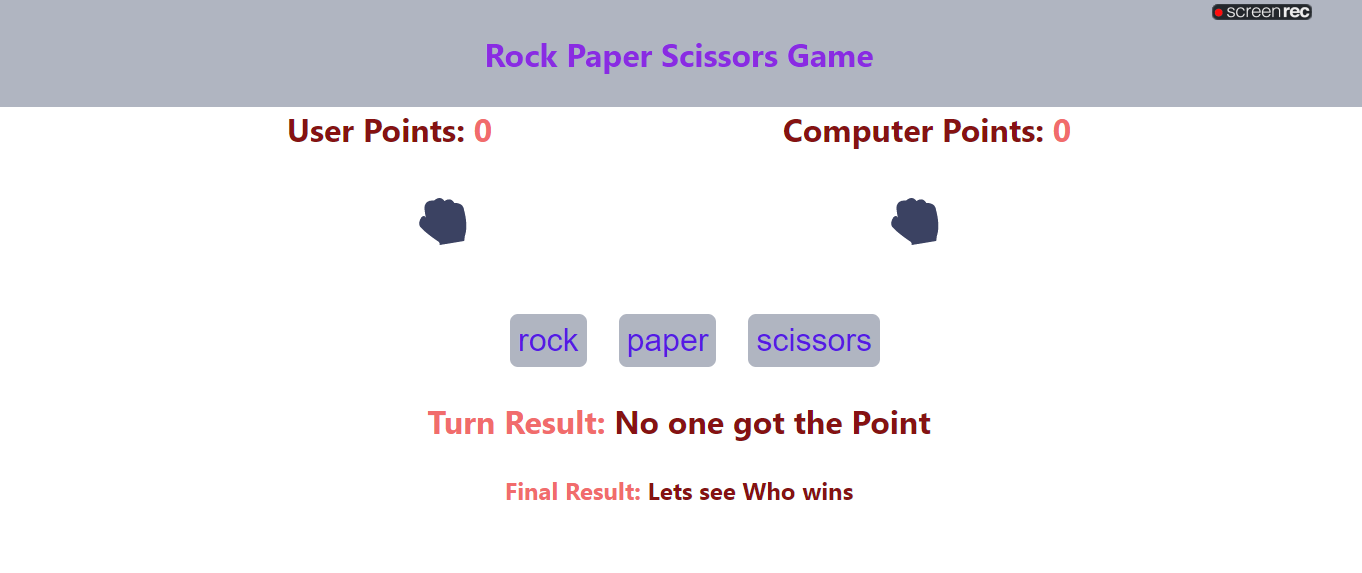 screenrec
Rock Paper Scissors Game
User Points: 0 Computer Points: 0
rock paper scissors
Turn Result: No one got the Point
Final Result: Lets see Who wins